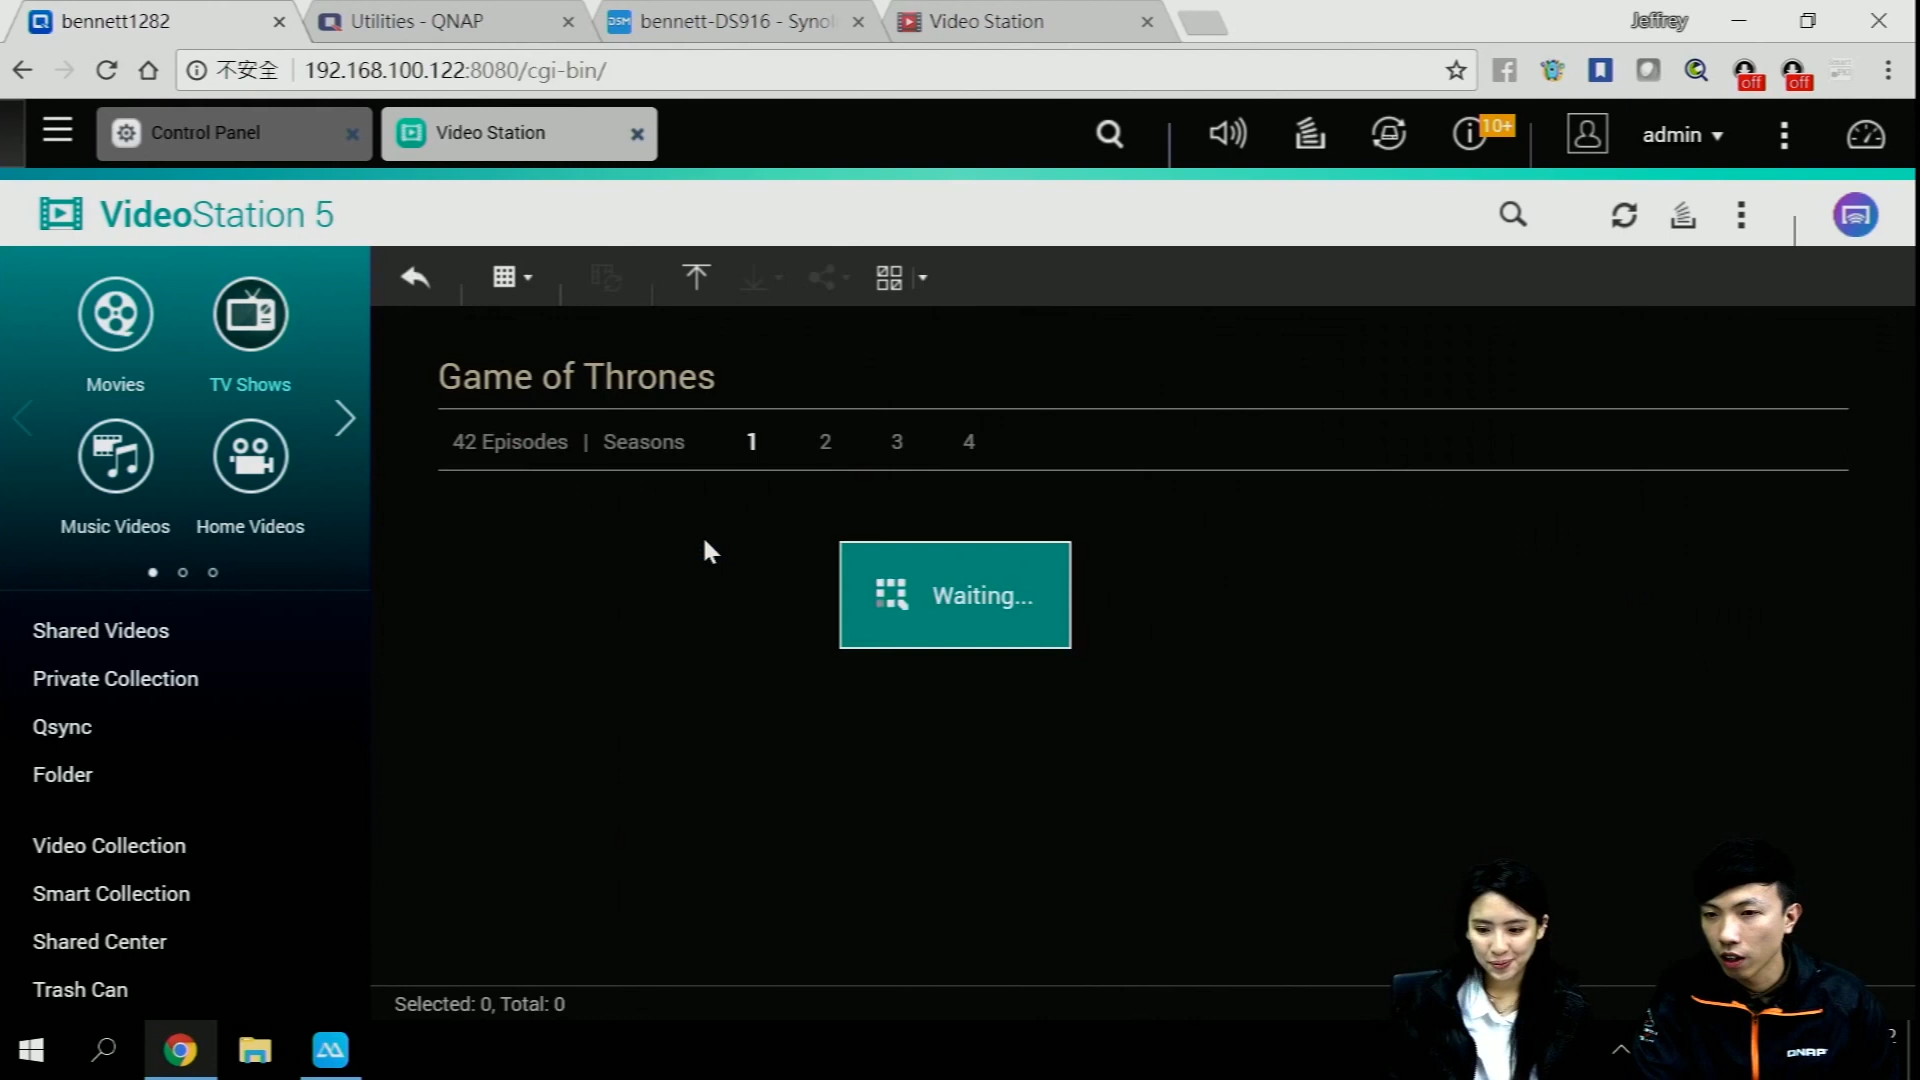 bennett1282
Utilities - QNAP
DSM
bennett-DS916 - Synol
Video Station
Jeffrey
不安全
192.168.100.122:8080/cgi-bin/
off
off
Control Panel
Video Station
10+
admin
VideoStation 5
Movies
TV Shows
Music Videos
Home Videos
Shared Videos
Private Collection
Qsync
Folder
Video Collection
Smart Collection
Shared Center
Trash Can
Game of Thrones
42 Episodes | Seasons 1 2 3 4
Waiting...
Selected: 0, Total: 0
QNAP